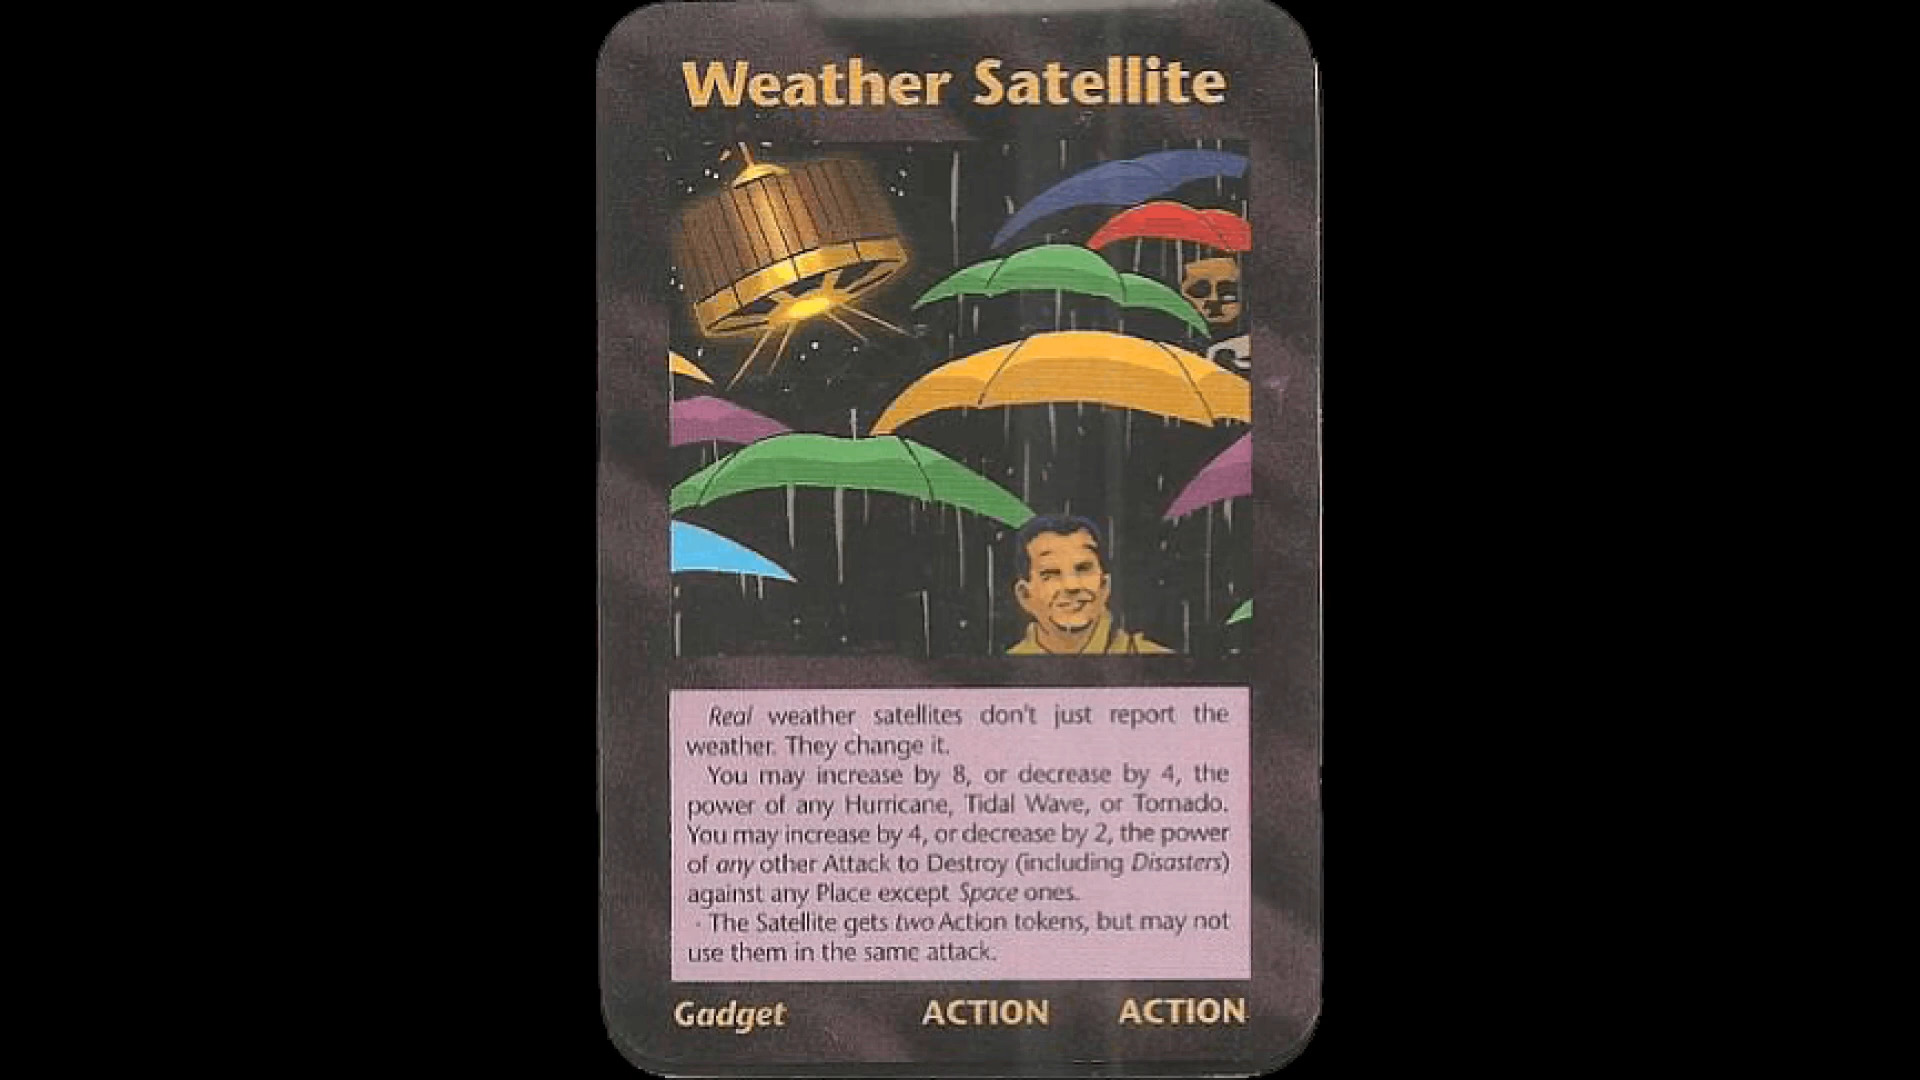 Weather Satellite
Real weather satellites don't just report the
weather. They change it.
You may increase by 8, or decrease by 4, the
power of any Hurricane, Tidal Wave, or Tornado.
You may increase by 4, or decrease by 2, the power
of any other Attack to Destroy (including Disasters)
against any Place except Space ones.
The Satellite gets two Action tokens, but may not
use them in the same attack.
Gadget ACTION ACTION